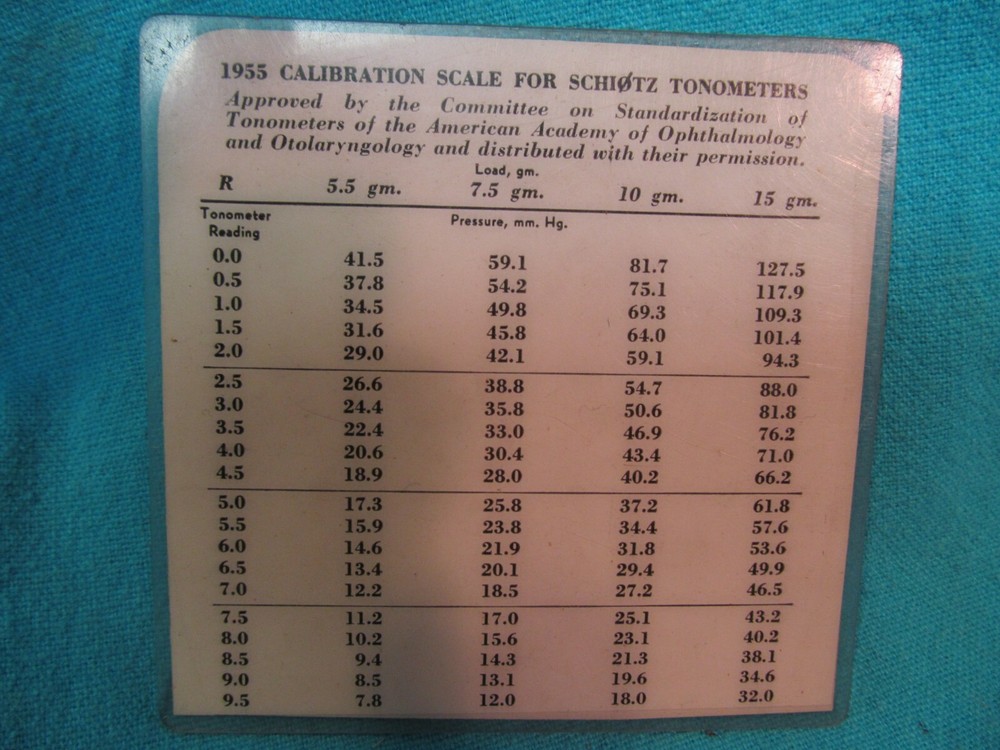 1955 CALIBRATION SCALE FOR SCHIØTZ TONOMETERS
Approved by the Committee on Standardization of
Tonometers of the American Academy of Ophthalmology
and Otolaryngology and distributed with their permission.
Load, gm.
R 5.5 gm. 7.5 gm. 10 gm. 15 gm.
Tonometer
Reading
Pressure, mm. Hg.
0.0 41.5 59.1 81.7 127.5
0.5 37.8 54.2 75.1 117.9
1.0 34.5 49.8 69.3 109.3
1.5 31.6 45.8 64.0 101.4
2.0 29.0 42.1 59.1 94.3
2.5 26.6 38.8 54.7 88.0
3.0 24.4 35.8 50.6 81.8
3.5 22.4 33.0 46.9 76.2
4.0 20.6 30.4 43.4 71.0
4.5 18.9 28.0 40.2 66.2
5.0 17.3 25.8 37.2 61.8
5.5 15.9 23.8 34.4 57.6
6.0 14.6 21.9 31.8 53.6
6.5 13.4 20.1 29.4 49.9
7.0 12.2 18.5 27.2 46.5
7.5 11.2 17.0 25.1 43.2
8.0 10.2 15.6 23.1 40.2
8.5 9.4 14.3 21.3 38.1
9.0 8.5 13.1 19.6 34.6
9.5 7.8 12.0 18.0 32.0